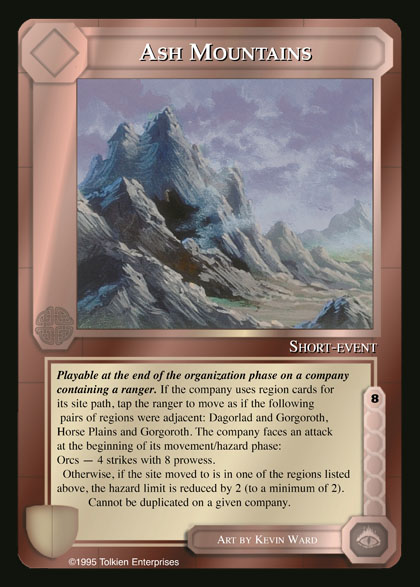 Ash Mountains
Short-event
Playable at the end of the organization phase on a company
containing a ranger. If the company uses region cards for
its site path, tap the ranger to move as if the following
pairs of regions were adjacent: Dagorlad and Gorgoroth,
Horse Plains and Gorgoroth. The company faces an attack
at the beginning of its movement/hazard phase:
Orcs — 4 strikes with 8 prowess.
Otherwise, if the site moved to is in one of the regions listed
above, the hazard limit is reduced by 2 (to a minimum of 2).
Cannot be duplicated on a given company.
8
Art by Kevin Ward
©1995 Tolkien Enterprises